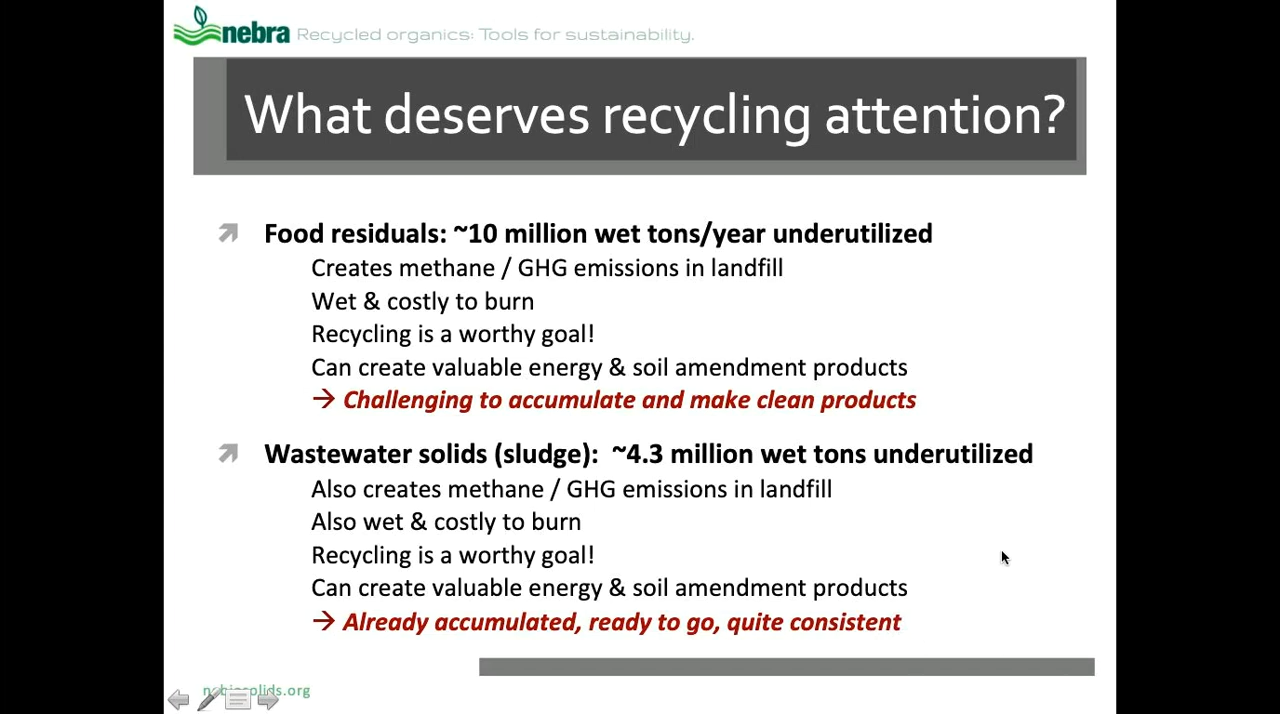 nebra Recycled organics: Tools for sustainability.
What deserves recycling attention?
Food residuals: ~10 million wet tons/year underutilized
Creates methane / GHG emissions in landfill
Wet & costly to burn
Recycling is a worthy goal!
Can create valuable energy & soil amendment products
→ Challenging to accumulate and make clean products
Wastewater solids (sludge):  ~4.3 million wet tons underutilized
Also creates methane / GHG emissions in landfill
Also wet & costly to burn
Recycling is a worthy goal!
Can create valuable energy & soil amendment products
→ Already accumulated, ready to go, quite consistent